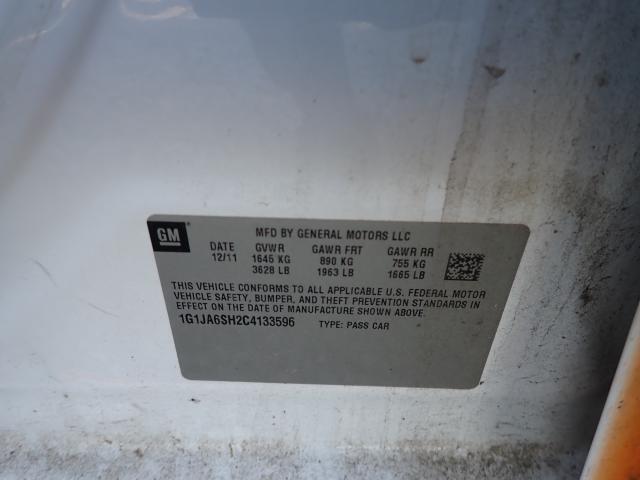 GM
MFD BY GENERAL MOTORS LLC
DATE GVWR GAWR FRT GAWR RR
12/11 1645 KG 890 KG 755 KG
3628 LB 1963 LB 1665 LB
THIS VEHICLE CONFORMS TO ALL APPLICABLE U.S. FEDERAL MOTOR
VEHICLE SAFETY, BUMPER, AND THEFT PREVENTION STANDARDS IN
EFFECT ON THE DATE OF MANUFACTURE SHOWN ABOVE.
1G1JA6SH2C4133596 TYPE: PASS CAR